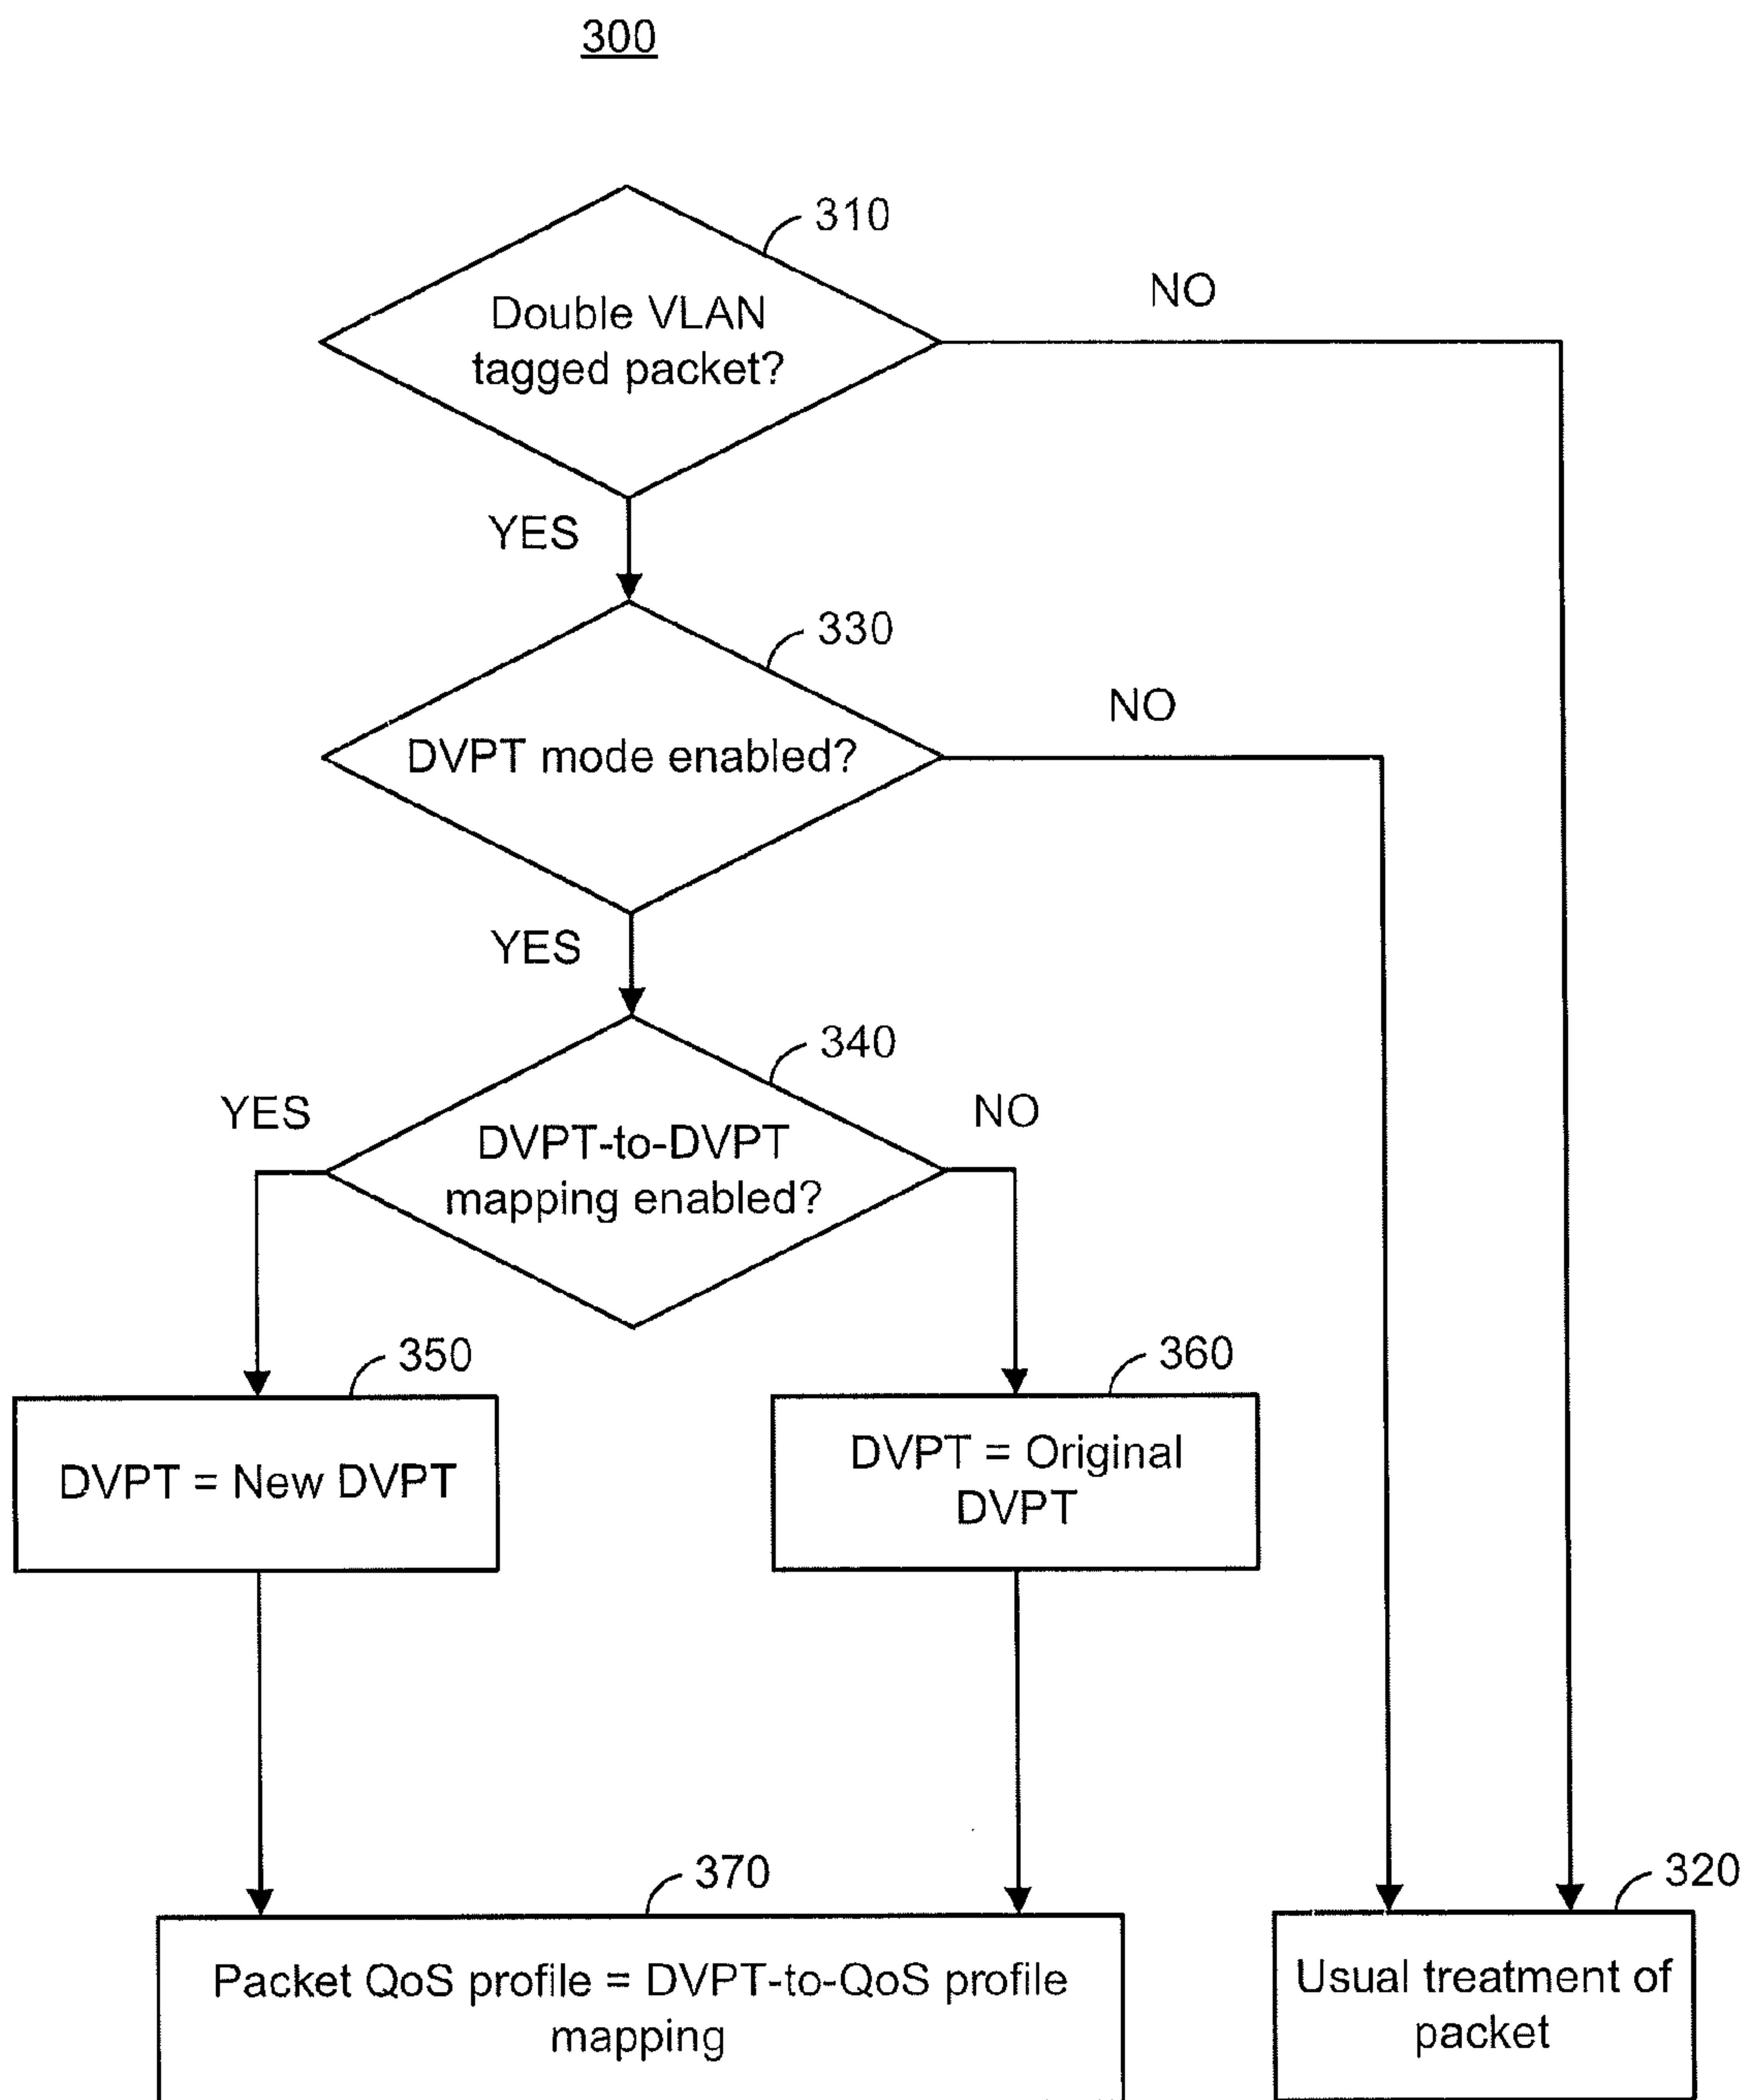 300
310
Double VLAN
tagged packet?
NO
YES
330
DVPT mode enabled?
NO
YES
340
YES
DVPT-to-DVPT
mapping enabled?
NO
350
DVPT = New DVPT
360
DVPT = Original
DVPT
370
Packet QoS profile = DVPT-to-QoS profile
mapping
320
Usual treatment of
packet